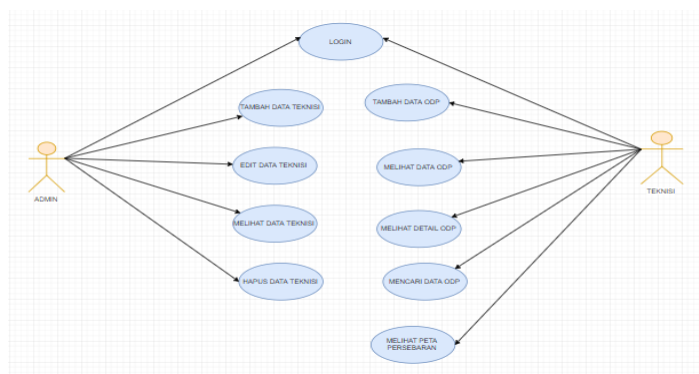 LOGIN
TAMBAH DATA TEKNISI
TAMBAH DATA ODP
EDIT DATA TEKNISI
MELIHAT DATA ODP
ADMIN
TEKNISI
MELIHAT DATA TEKNISI
MELIHAT DETAIL ODP
HAPUS DATA TEKNISI
MENCARI DATA ODP
MELIHAT PETA
PERSEBARAN